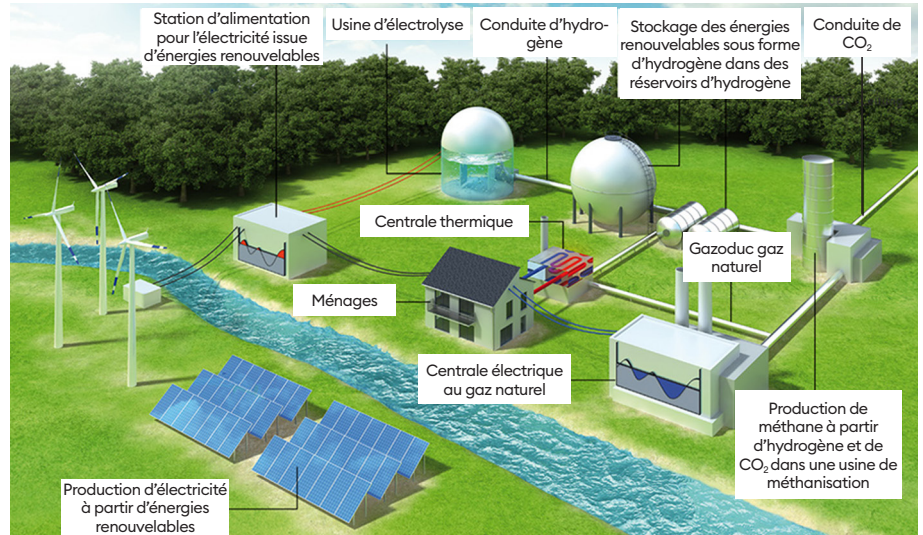 Station d'alimentation
pour l'électricité issue
d'énergies renouvelables
Usine d'électrolyse
Conduite d'hydro-
gène
Stockage des énergies
renouvelables sous forme
d'hydrogène dans des
réservoirs d'hydrogène
Conduite de
CO₂
Centrale thermique
Gazoduc gaz
naturel
Ménages
Centrale électrique
au gaz naturel
Production de
méthane à partir
d'hydrogène et de
CO₂ dans une usine de
méthanisation
Production d'électricité
à partir d'énergies
renouvelables